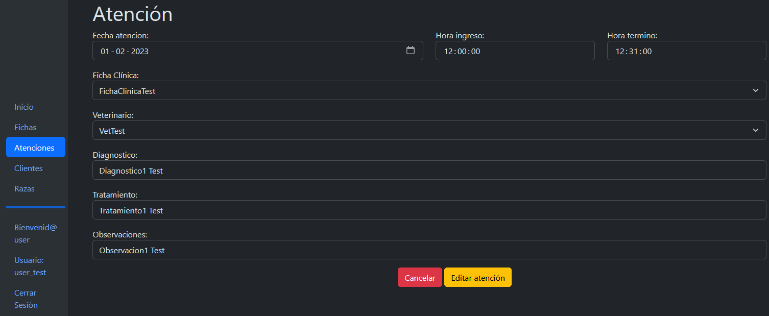 Atención
Fecha atencion: Hora ingreso: Hora termino:
01 - 02 - 2023 12:00:00 12:31:00
Ficha Clínica:
FichaClinicaTest
Veterinario:
VetTest
Diagnostico:
Diagnostico1 Test
Tratamiento:
Tratamiento1 Test
Observaciones:
Observacion1 Test
Cancelar Editar atención
Inicio
Fichas
Atenciones
Clientes
Razas
Bienvenid@
user
Usuario:
user_test
Cerrar
Sesión